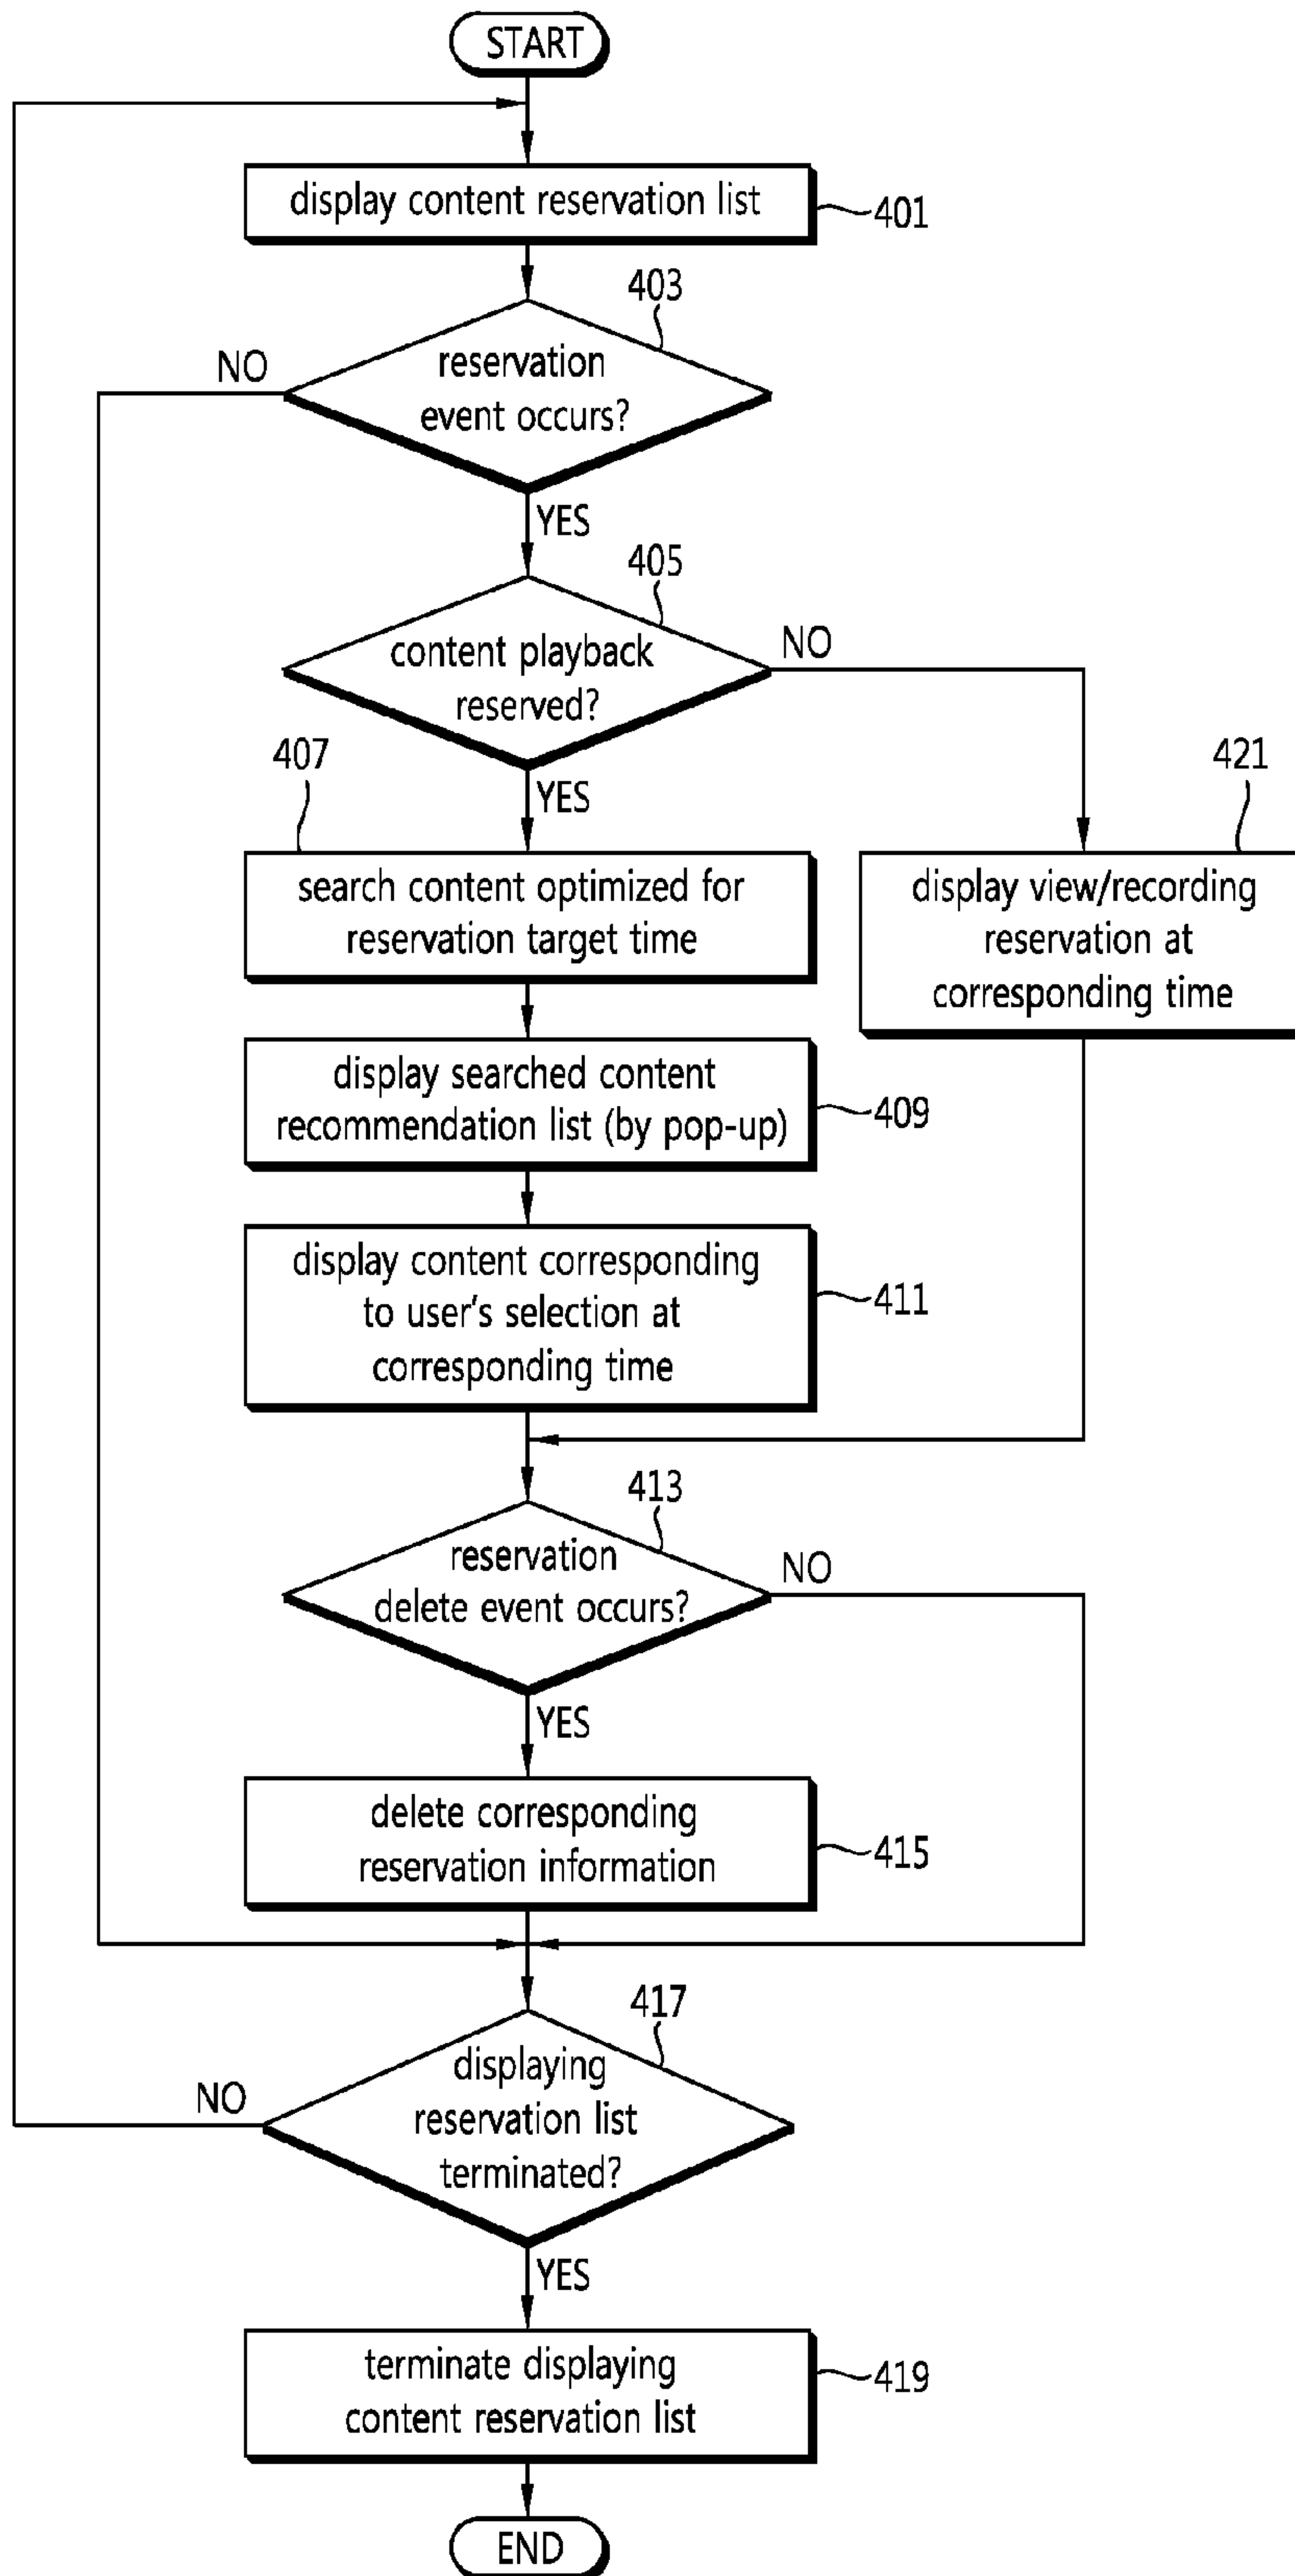 START
display content reservation list
401
403
reservation
event occurs?
NO
YES
405
content playback
reserved?
NO
YES
407
search content optimized for
reservation target time
421
display view/recording
reservation at
corresponding time
display searched content
recommendation list (by pop-up)
409
display content corresponding
to user's selection at
corresponding time
411
413
reservation
delete event occurs?
NO
YES
delete corresponding
reservation information
415
417
displaying
reservation list
terminated?
NO
YES
terminate displaying
content reservation list
419
END